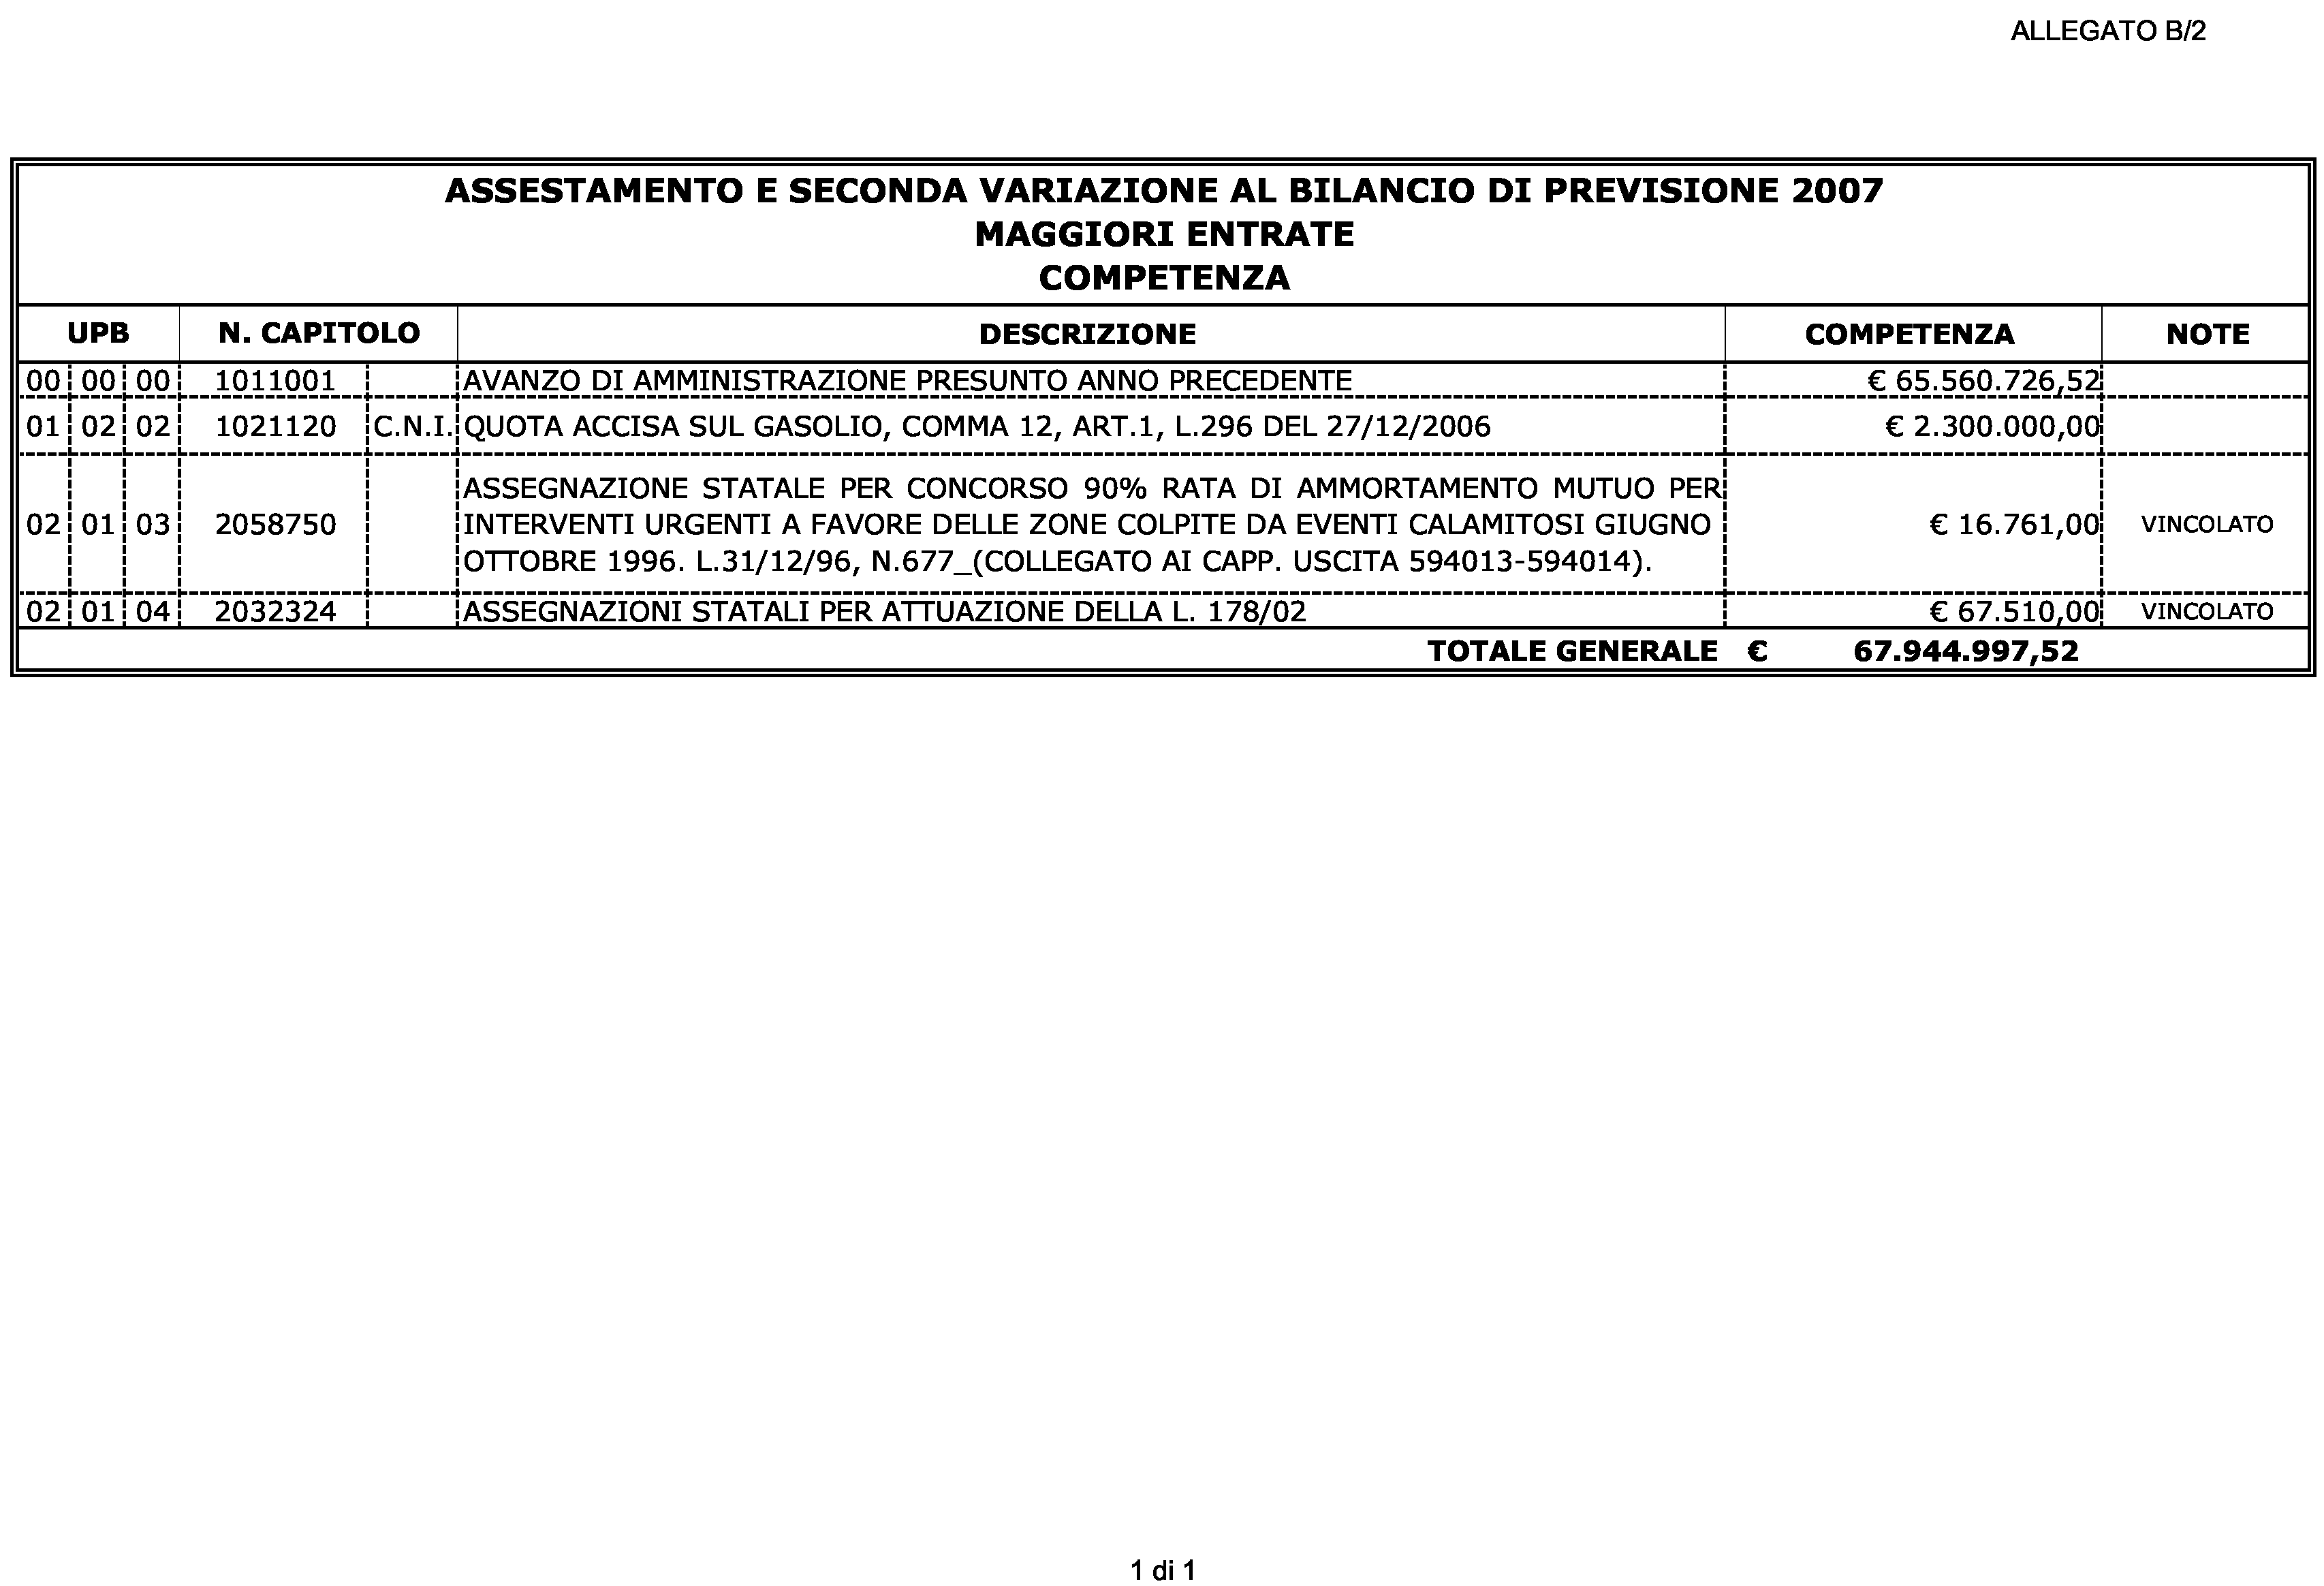 ALLEGATO B/2
ASSESTAMENTO E SECONDA VARIAZIONE AL BILANCIO DI PREVISIONE 2007
MAGGIORI ENTRATE
COMPETENZA
UPB N. CAPITOLO DESCRIZIONE COMPETENZA NOTE
00 00 00 1011001 AVANZO DI AMMINISTRAZIONE PRESUNTO ANNO PRECEDENTE € 65.560.726,52
01 02 02 1021120 C.N.I. QUOTA ACCISA SUL GASOLIO, COMMA 12, ART.1, L.296 DEL 27/12/2006 € 2.300.000,00
ASSEGNAZIONE STATALE PER CONCORSO 90% RATA DI AMMORTAMENTO MUTUO PER
02 01 03 2058750 INTERVENTI URGENTI A FAVORE DELLE ZONE COLPITE DA EVENTI CALAMITOSI GIUGNO € 16.761,00 VINCOLATO
OTTOBRE 1996. L.31/12/96, N.677_(COLLEGATO AI CAPP. USCITA 594013-594014).
02 01 04 2032324 ASSEGNAZIONI STATALI PER ATTUAZIONE DELLA L. 178/02 € 67.510,00 VINCOLATO
TOTALE GENERALE € 67.944.997,52
1 di 1